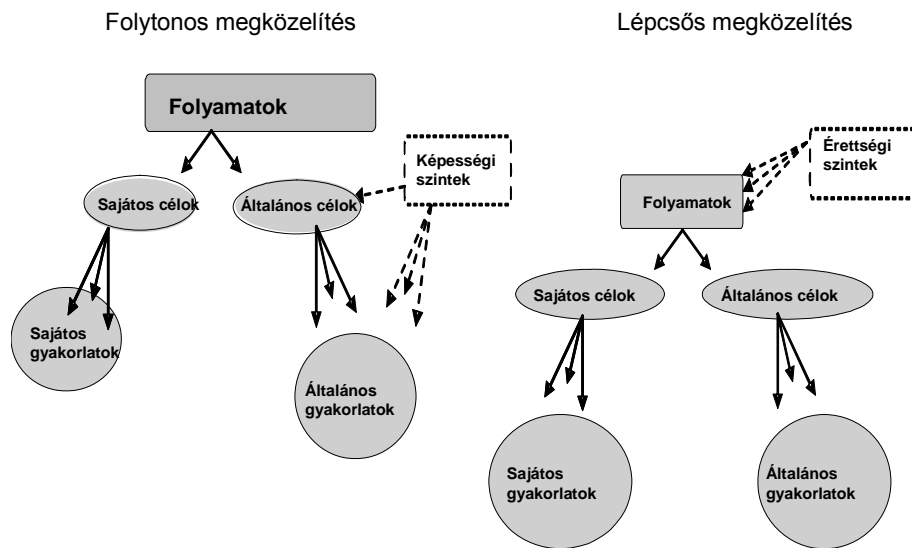 Folytonos megközelítés
Folyamatok
Képességi
szintek
Sajátos célok
Általános célok
Sajátos
gyakorlatok
Általános
gyakorlatok
Lépcsős megközelítés
Érettségi
szintek
Folyamatok
Sajátos célok
Általános célok
Sajátos
gyakorlatok
Általános
gyakorlatok